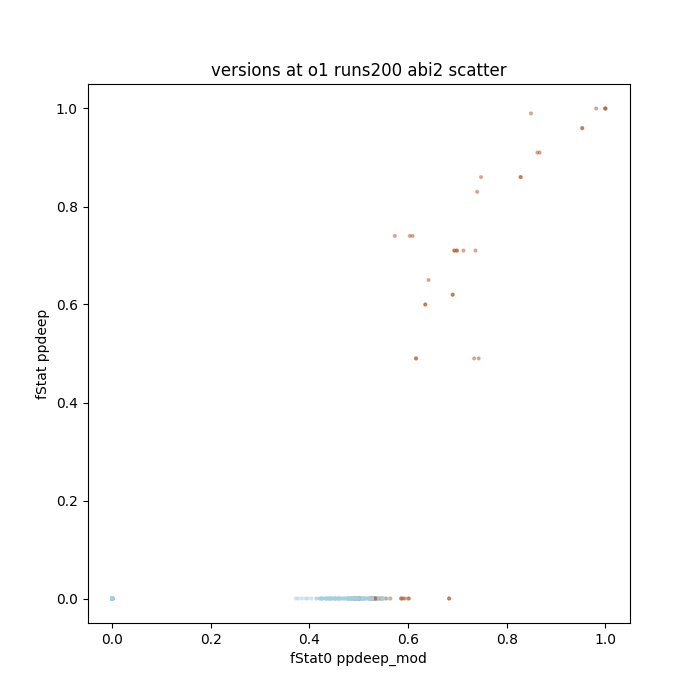 versions at o1 runs200 abi2 scatter
1.0
0.8
0.6
0.4
0.2
0.0
fStat ppdeep
0.0 0.2 0.4 0.6 0.8 1.0
fStat0 ppdeep_mod